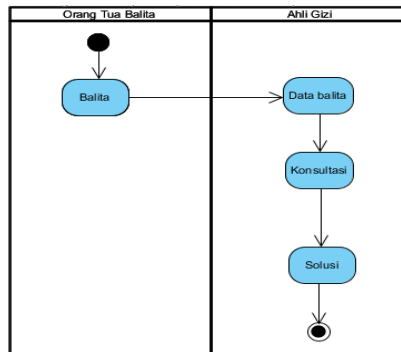 Orang Tua Balita
Ahli Gizi
Balita
Data balita
Konsultasi
Solusi